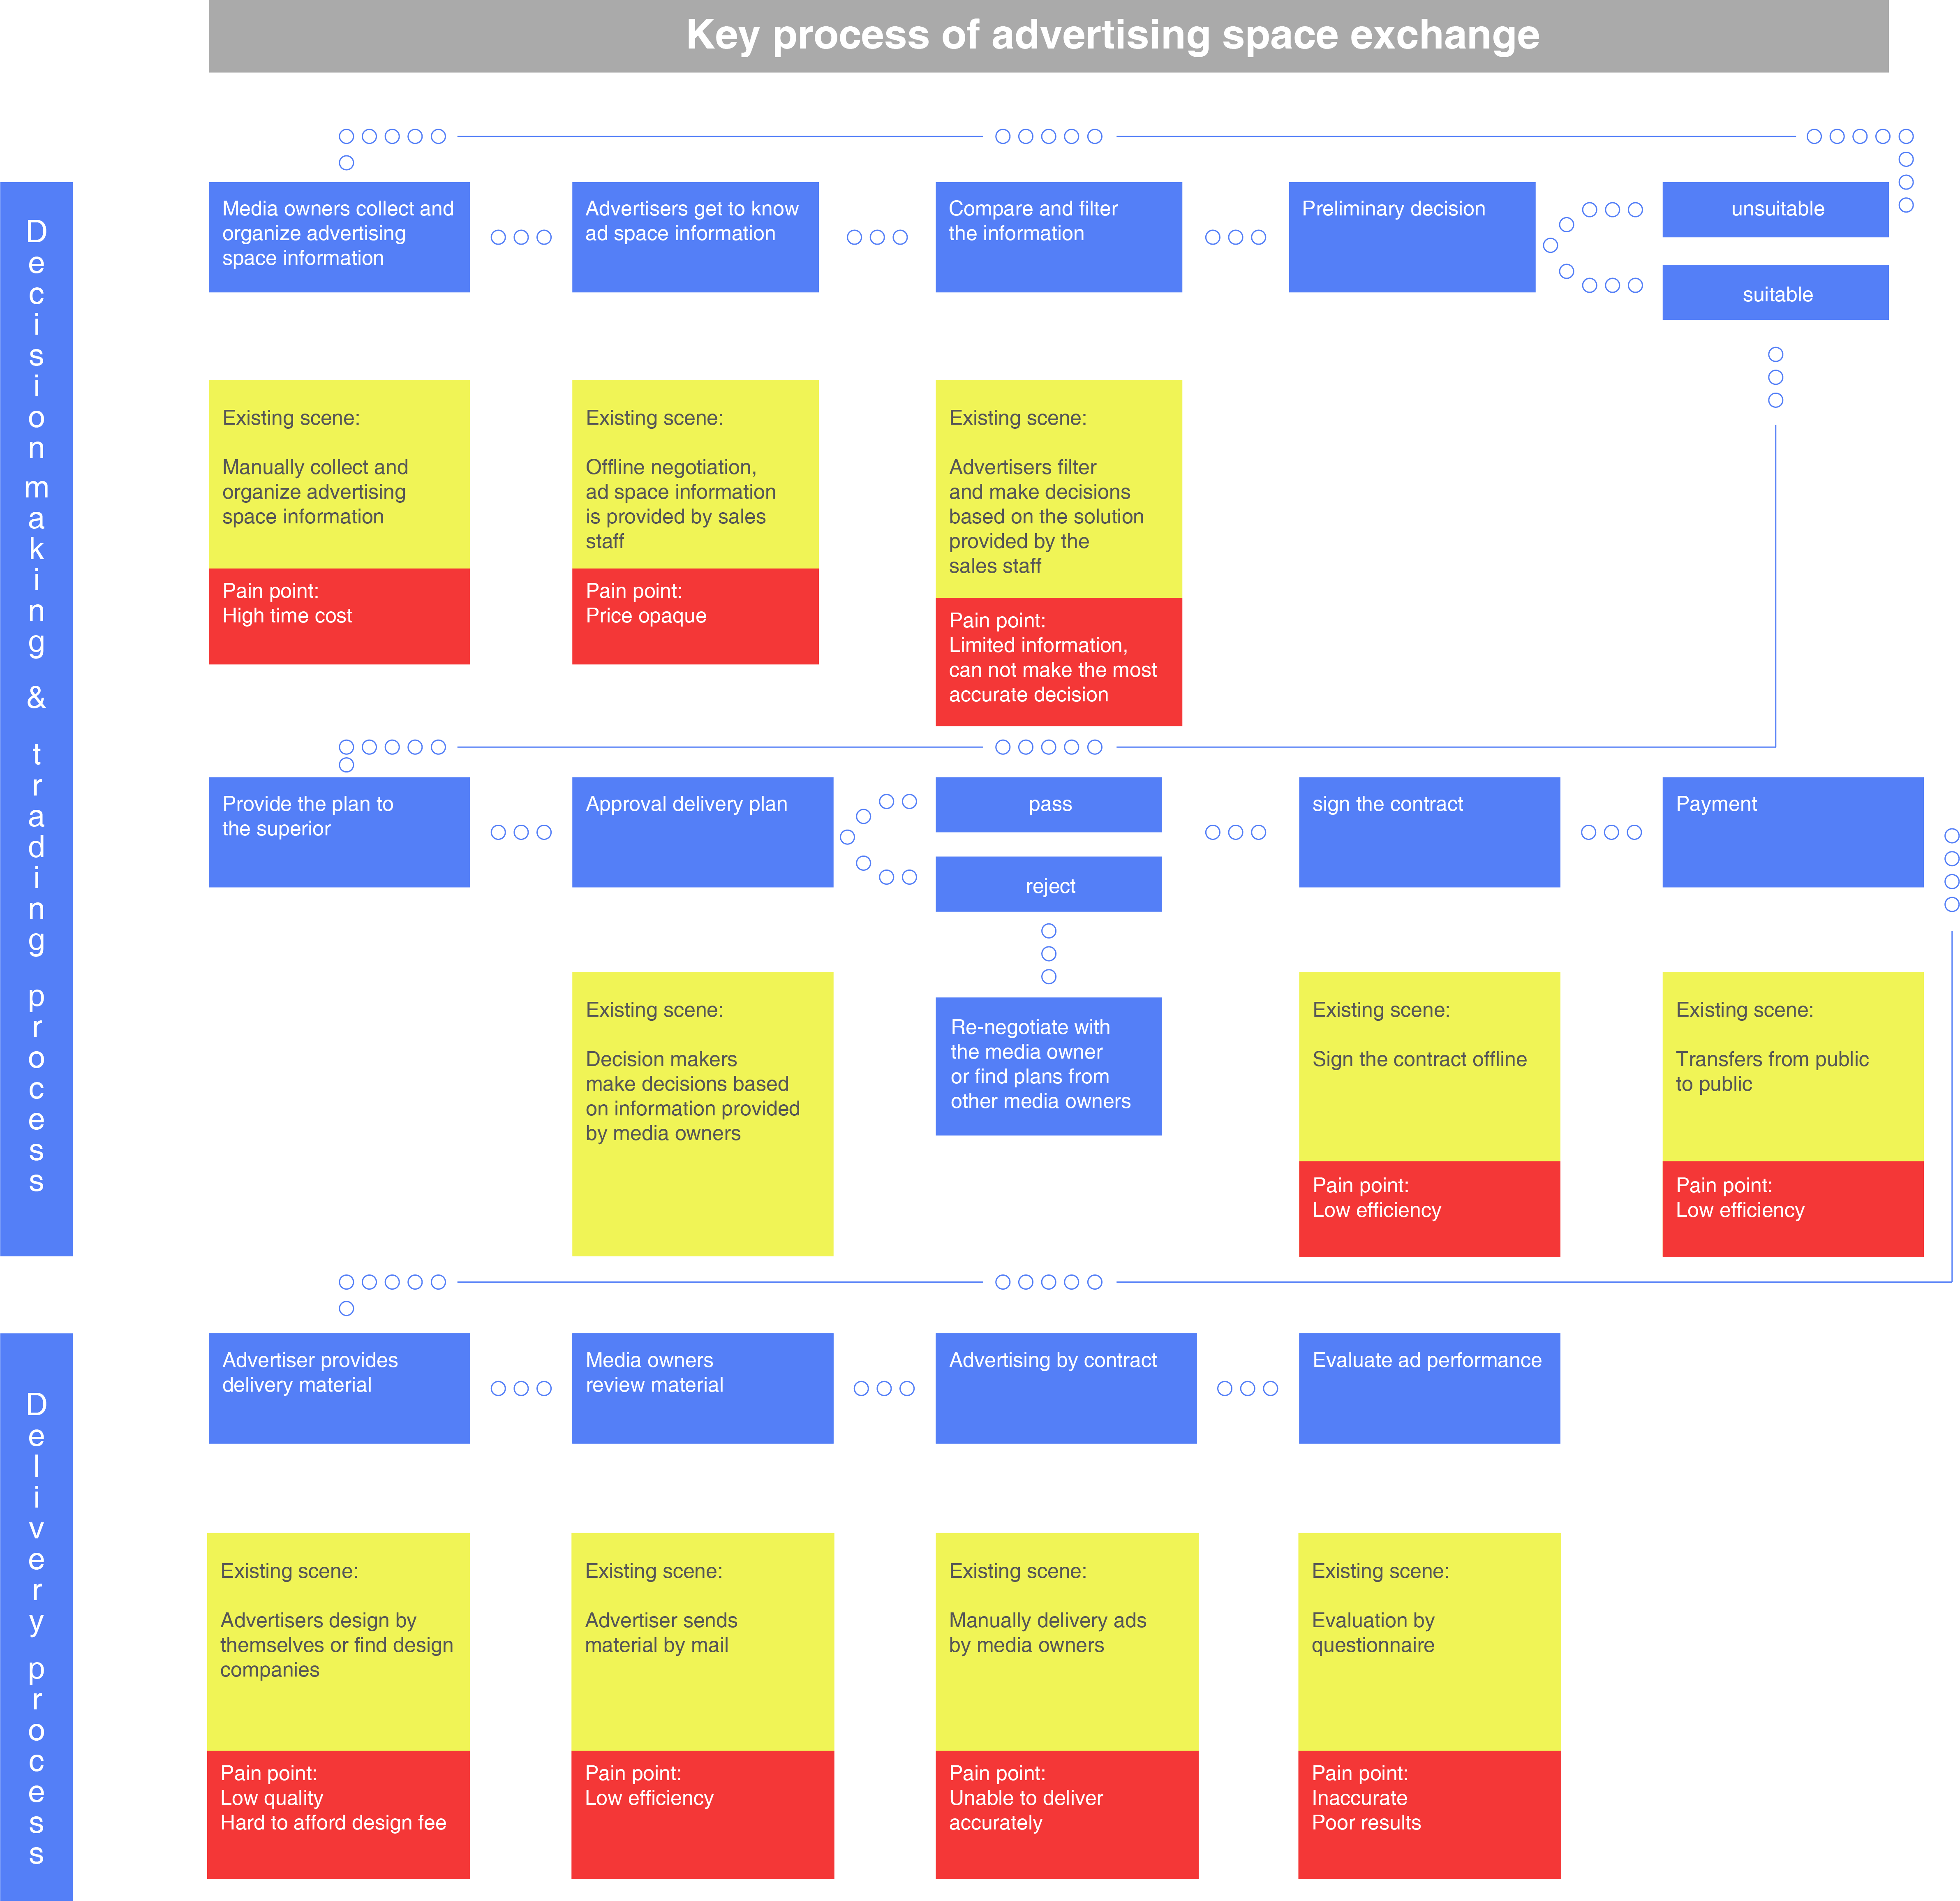 Key process of advertising space exchange
Decision making & trading process
Media owners collect and
organize advertising
space information
Advertisers get to know
ad space information
Compare and filter
the information
Preliminary decision
unsuitable
suitable
Existing scene:
Manually collect and
organize advertising
space information
Pain point:
High time cost
Existing scene:
Offline negotiation,
ad space information
is provided by sales
staff
Pain point:
Price opaque
Existing scene:
Advertisers filter
and make decisions
based on the solution
provided by the
sales staff
Pain point:
Limited information,
can not make the most
accurate decision
Provide the plan to
the superior
Approval delivery plan
pass
reject
Re-negotiate with
the media owner
or find plans from
other media owners
sign the contract
Payment
Existing scene:
Decision makers
make decisions based
on information provided
by media owners
Existing scene:
Sign the contract offline
Pain point:
Low efficiency
Existing scene:
Transfers from public
to public
Pain point:
Low efficiency
Delivery process
Advertiser provides
delivery material
Media owners
review material
Advertising by contract
Evaluate ad performance
Existing scene:
Advertisers design by
themselves or find design
companies
Pain point:
Low quality
Hard to afford design fee
Existing scene:
Advertiser sends
material by mail
Pain point:
Low efficiency
Existing scene:
Manually delivery ads
by media owners
Pain point:
Unable to deliver
accurately
Existing scene:
Evaluation by
questionnaire
Pain point:
Inaccurate
Poor results